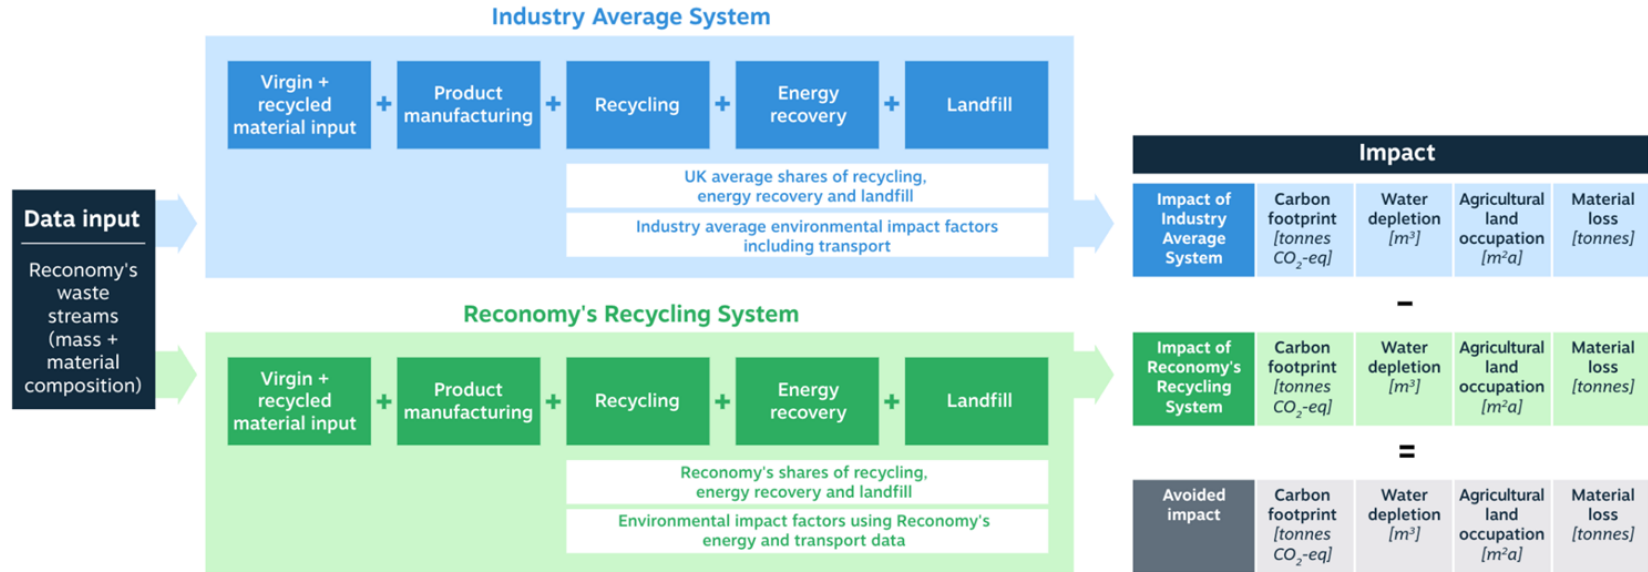 Industry Average System
Virgin +
recycled
material input
+
Product
manufacturing
+
Recycling
+
Energy
recovery
+
Landfill
UK average shares of recycling,
energy recovery and landfill
Industry average environmental impact factors
including transport
Data input
Reconomy's
waste
streams
(mass +
material
composition)
Reconomy's Recycling System
Virgin +
recycled
material input
+
Product
manufacturing
+
Recycling
+
Energy
recovery
+
Landfill
Reconomy's shares of recycling,
energy recovery and landfill
Environmental impact factors using Reconomy's
energy and transport data
Impact
Impact of
Industry
Average
System
Carbon
footprint
[tonnes
CO₂-eq]
Water
depletion
[m³]
Agricultural
land
occupation
[m²a]
Material
loss
[tonnes]
–
Impact of
Reconomy's
Recycling
System
Carbon
footprint
[tonnes
CO₂-eq]
Water
depletion
[m³]
Agricultural
land
occupation
[m²a]
Material
loss
[tonnes]
=
Avoided
impact
Carbon
footprint
[tonnes
CO₂-eq]
Water
depletion
[m³]
Agricultural
land
occupation
[m²a]
Material
loss
[tonnes]